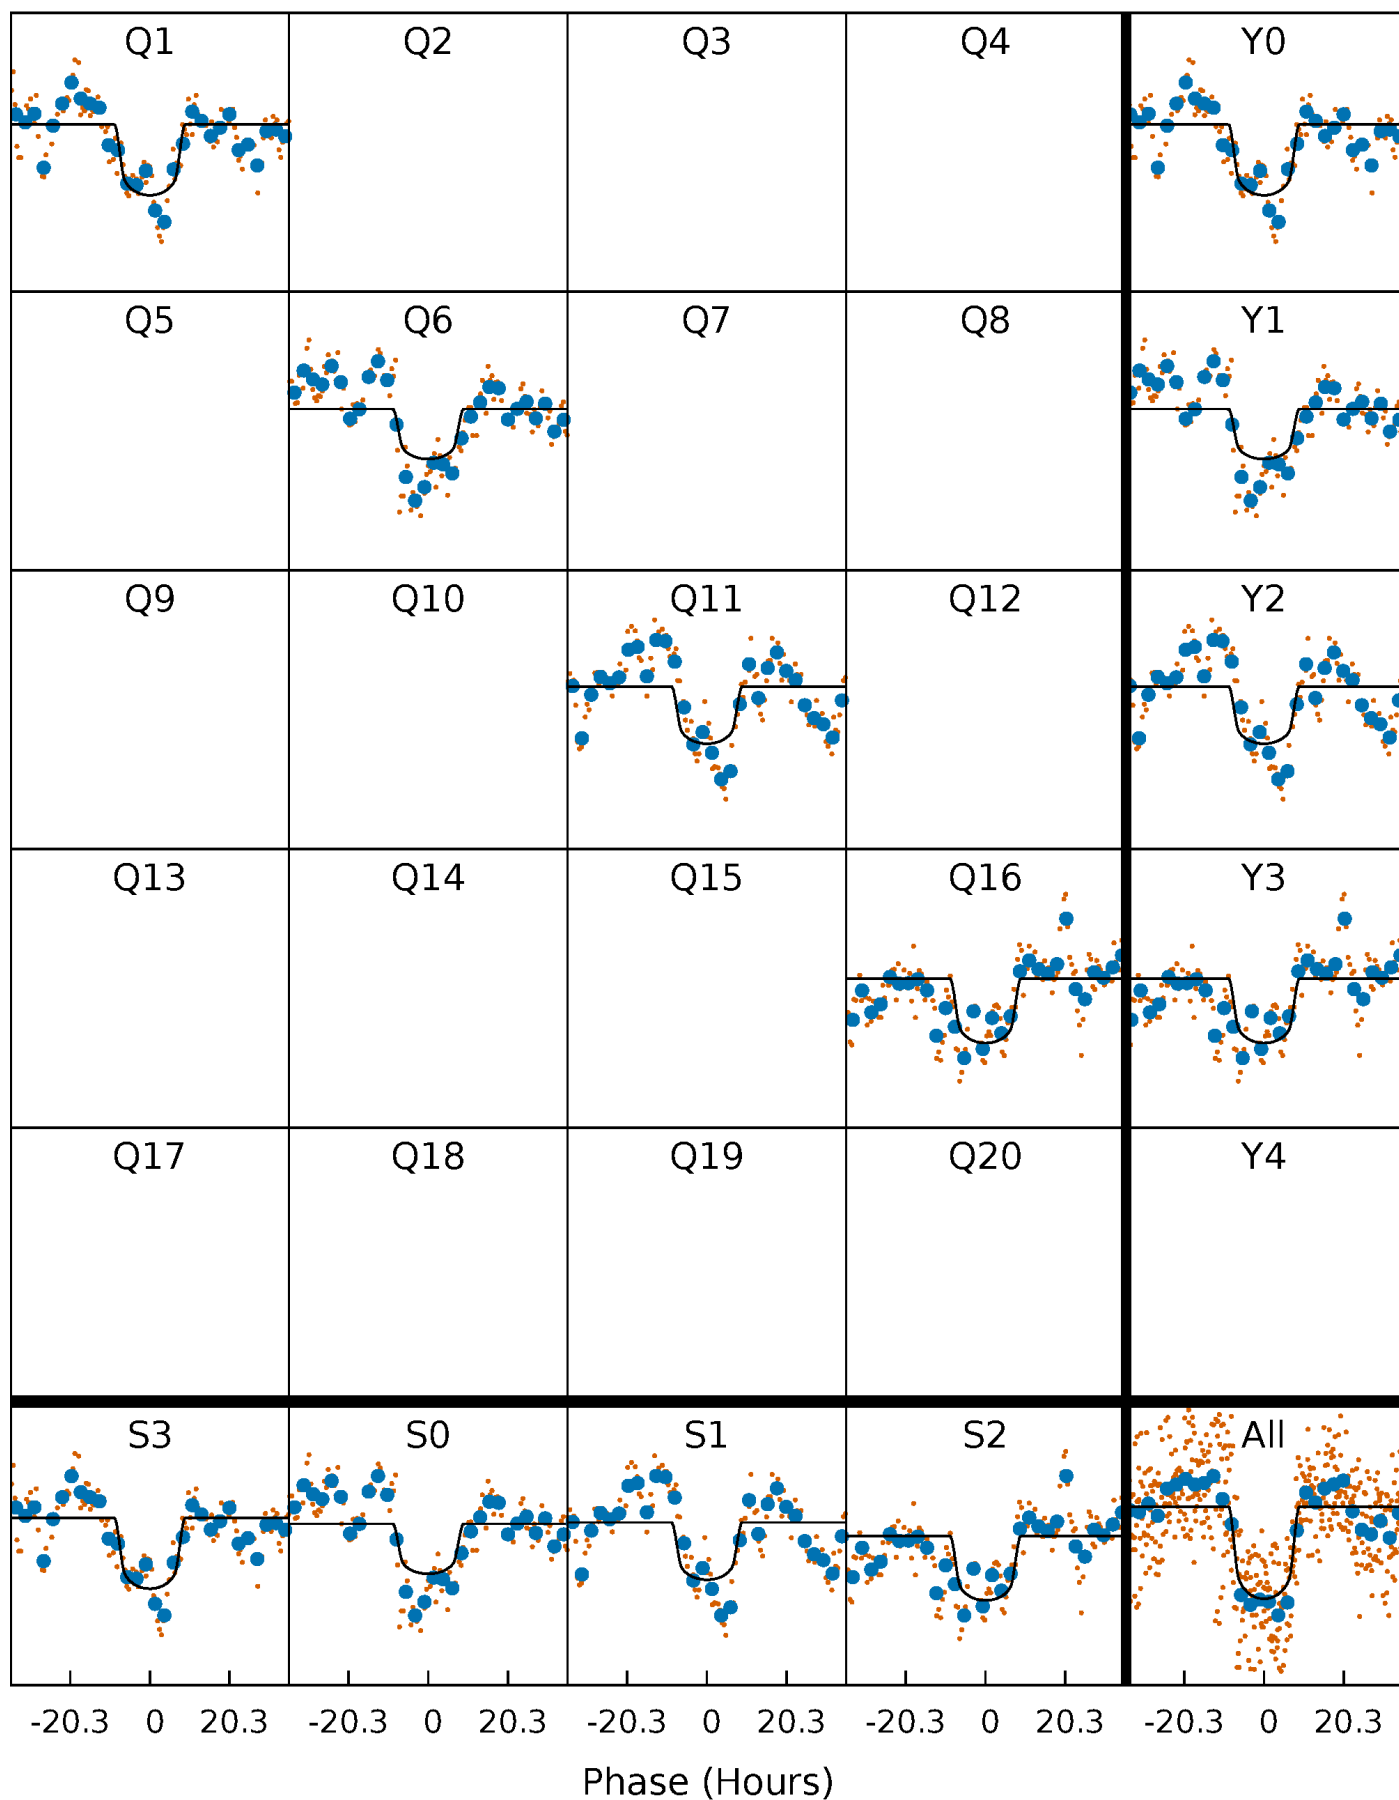 Q1 Q2 Q3 Q4 Y0
Q5 Q6 Q7 Q8 Y1
Q9 Q10 Q11 Q12 Y2
Q13 Q14 Q15 Q16 Y3
Q17 Q18 Q19 Q20 Y4
S3 S0 S1 S2 All
-20.3 0 20.3 -20.3 0 20.3 -20.3 0 20.3 -20.3 0 20.3 -20.3 0 20.3
Phase (Hours)